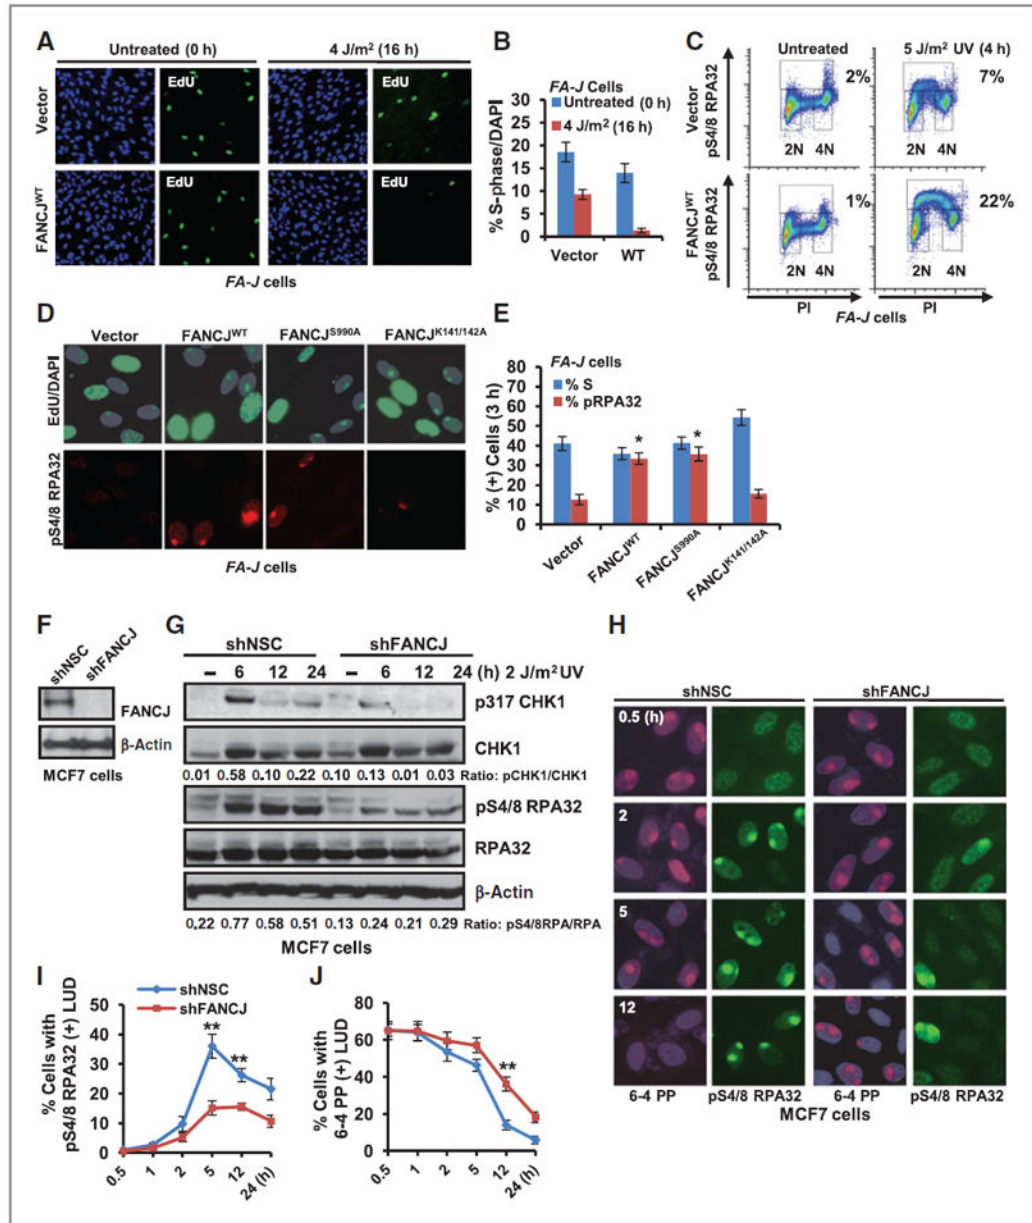 A
Untreated (0 h)
4 J/m² (16 h)
Vector
EdU
EdU
FANCJWT
EdU
EdU
FA-J cells
B
FA-J Cells
Untreated (0 h)
4 J/m² (16 h)
% S-phase/DAPI
30
25
20
15
10
5
0
Vector
WT
C
Untreated
5 J/m² UV (4 h)
Vector
pS4/8 RPA32
2%
7%
2N
4N
2N
4N
FANCJWT
pS4/8 RPA32
1%
22%
2N
4N
2N
4N
PI
PI
FA-J cells
D
Vector
FANCJWT
FANCJS990A
FANCJK141/142A
EdU/DAPI
pS4/8 RPA32
FA-J cells
E
FA-J cells
% S
% pRPA32
% (+) Cells (3 h)
80
70
60
50
40
30
20
10
0
*
*
Vector
FANCJWT
FANCJS990A
FANCJK141/142A
F
shNSC
shFANCJ
FANCJ
β-Actin
MCF7 cells
G
shNSC
shFANCJ
– 6 12 24 – 6 12 24 (h) 2 J/m² UV
p317 CHK1
CHK1
0.01 0.58 0.10 0.22 0.10 0.13 0.01 0.03 Ratio: pCHK1/CHK1
pS4/8 RPA32
RPA32
β-Actin
0.22 0.77 0.58 0.51 0.13 0.24 0.21 0.29 Ratio: pS4/8RPA/RPA
MCF7 cells
H
shNSC
shFANCJ
0.5 (h)
2
5
12
6-4 PP
pS4/8 RPA32
6-4 PP
pS4/8 RPA32
MCF7 cells
I
shNSC
shFANCJ
% Cells with
pS4/8 RPA32 (+) LUD
50
40
30
20
10
0
**
**
0.5
1
2
5
12
24 (h)
J
% Cells with
6-4 PP (+) LUD
80
60
40
20
0
**
0.5
1
2
5
12
24 (h)